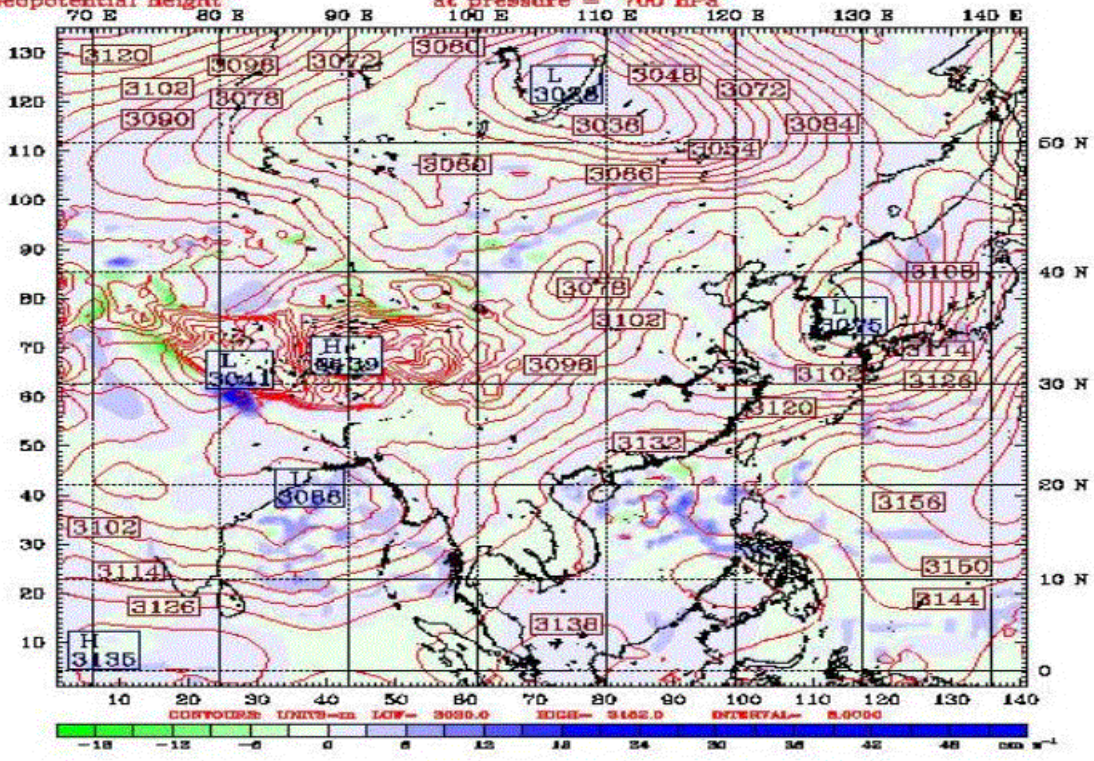 eopotential height at pressure = 700 hPa
70 E 80 E 90 E 100 E 110 E 120 E 130 E 140 E
130 3120 3096 3072 3060
L 3048
120 3102 3078 3072
110 3090 3036 3084 50 N
3054
3060 3066
100
90
3108 40 N
80 L 3078
L 3075
3102
70 H 3114
L 3096 3102
3041 3126 30 N
60 3120
50 3132
L 20 N
40 3156
3102
30
3114 3150 10 N
20 3126 3144
3138
10 H
3135 0
10 20 30 40 50 60 70 80 90 100 110 120 130 140
CONTOURS: UNITS=m LOW= HIGH= INTERVAL=
-18 -12 -6 0 6 12 18 24 30 36 42 48 cm s⁻¹